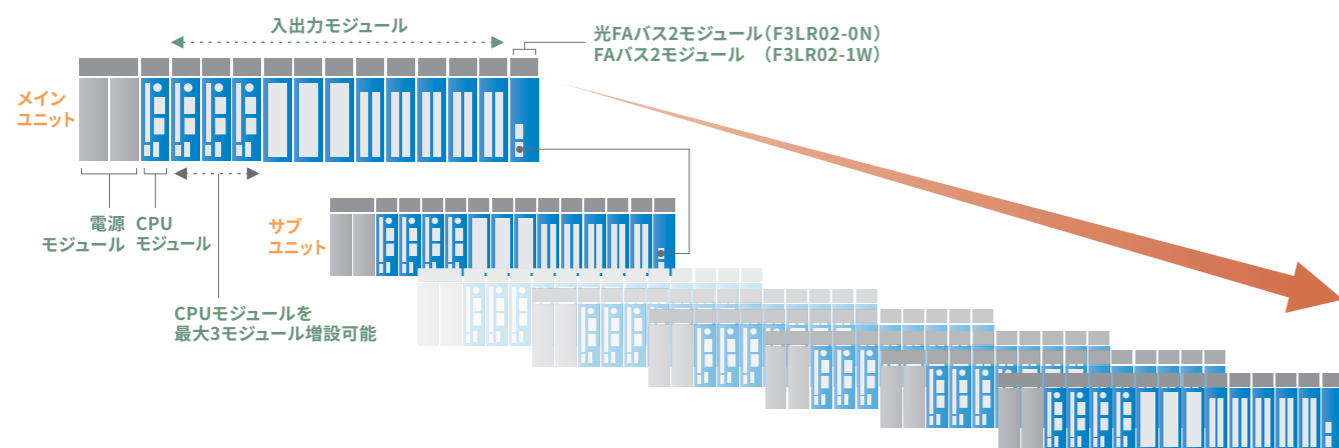 入出力モジュール
光FAバス2モジュール（F3LR02-0N）
FAバス2モジュール　（F3LR02-1W）
メイン
ユニット
電源
モジュール
CPU
モジュール
サブ
ユニット
CPUモジュールを
最大3モジュール増設可能